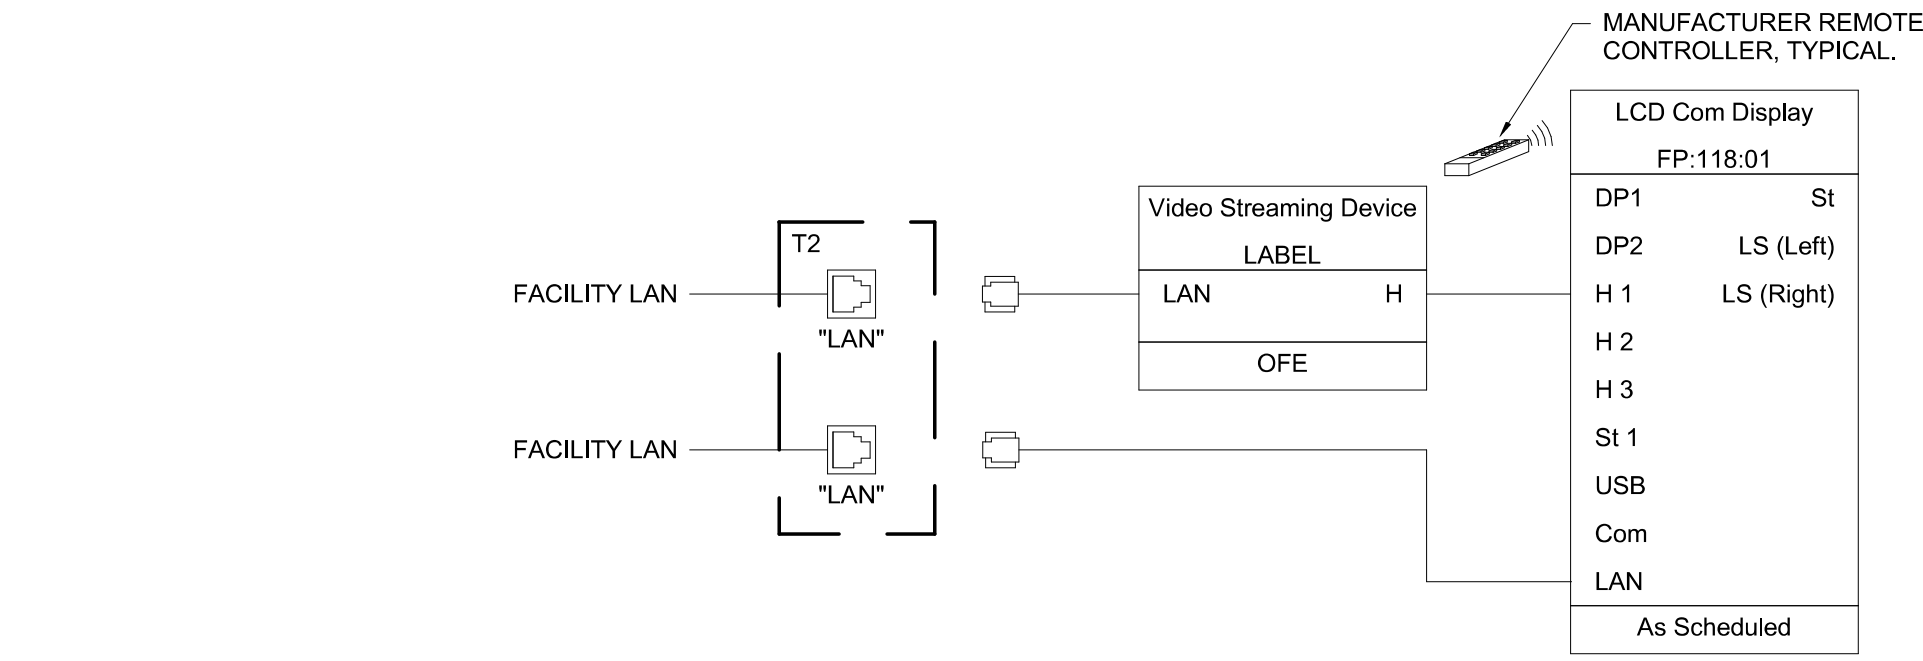 MANUFACTURER REMOTE
CONTROLLER, TYPICAL.
LCD Com Display
FP:118:01
DP1 St
DP2 LS (Left)
H 1 LS (Right)
H 2
H 3
St 1
USB
Com
LAN
As Scheduled
Video Streaming Device
LABEL
LAN H
OFE
T2
FACILITY LAN
"LAN"
FACILITY LAN
"LAN"